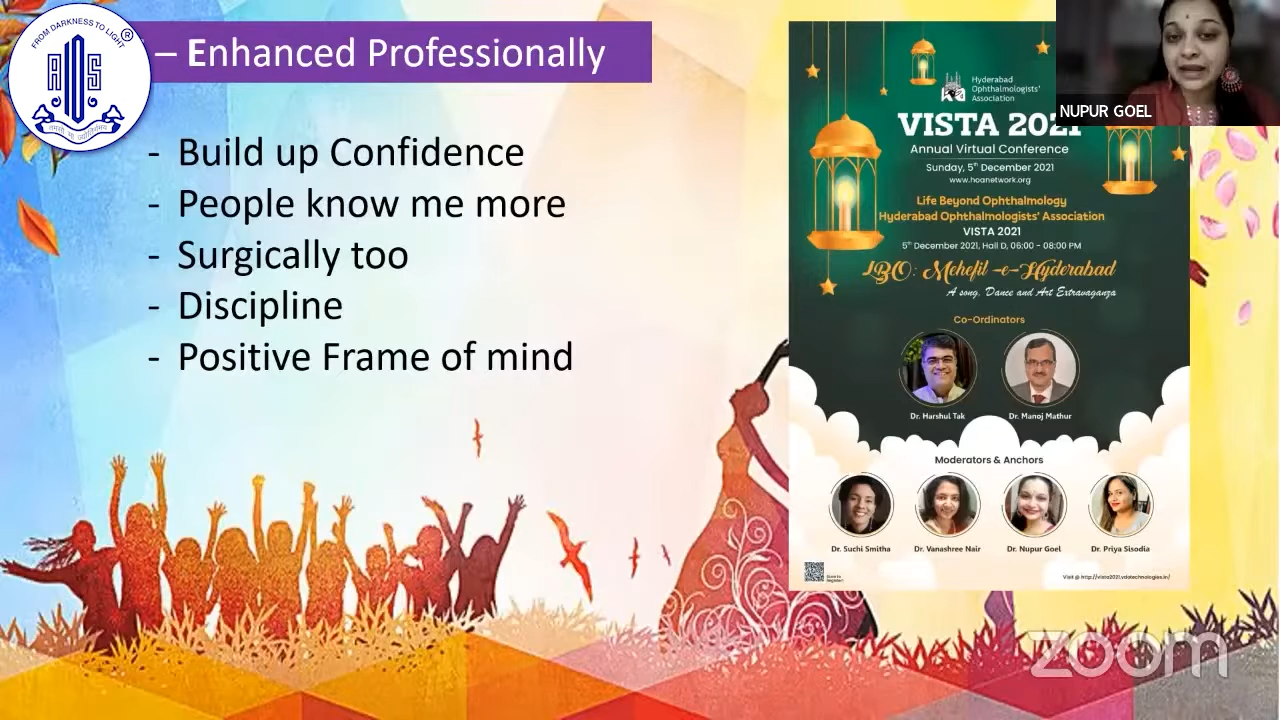 FROM DARKNESS TO LIGHT
®
AIOS
– Enhanced Professionally
- Build up Confidence
- People know me more
- Surgically too
- Discipline
- Positive Frame of mind
Hyderabad
Ophthalmologists'
Association
VISTA 2021
Annual Virtual Conference
Sunday, 5th December 2021
www.hoanetwork.org
Life Beyond Ophthalmology
Hyderabad Ophthalmologists' Association
VISTA 2021
5th December 2021, Hall D, 06:00 - 08:00 PM
LBO: Mehefil -e-Hyderabad
A song, Dance and Art Extravaganza
Co-Ordinators
Dr. Harshul Tak
Dr. Manoj Mathur
Moderators & Anchors
Dr. Suchi Smitha
Dr. Vanashree Nair
Dr. Nupur Goel
Dr. Priya Sisodia
Scan to
Register
NUPUR GOEL
zoom